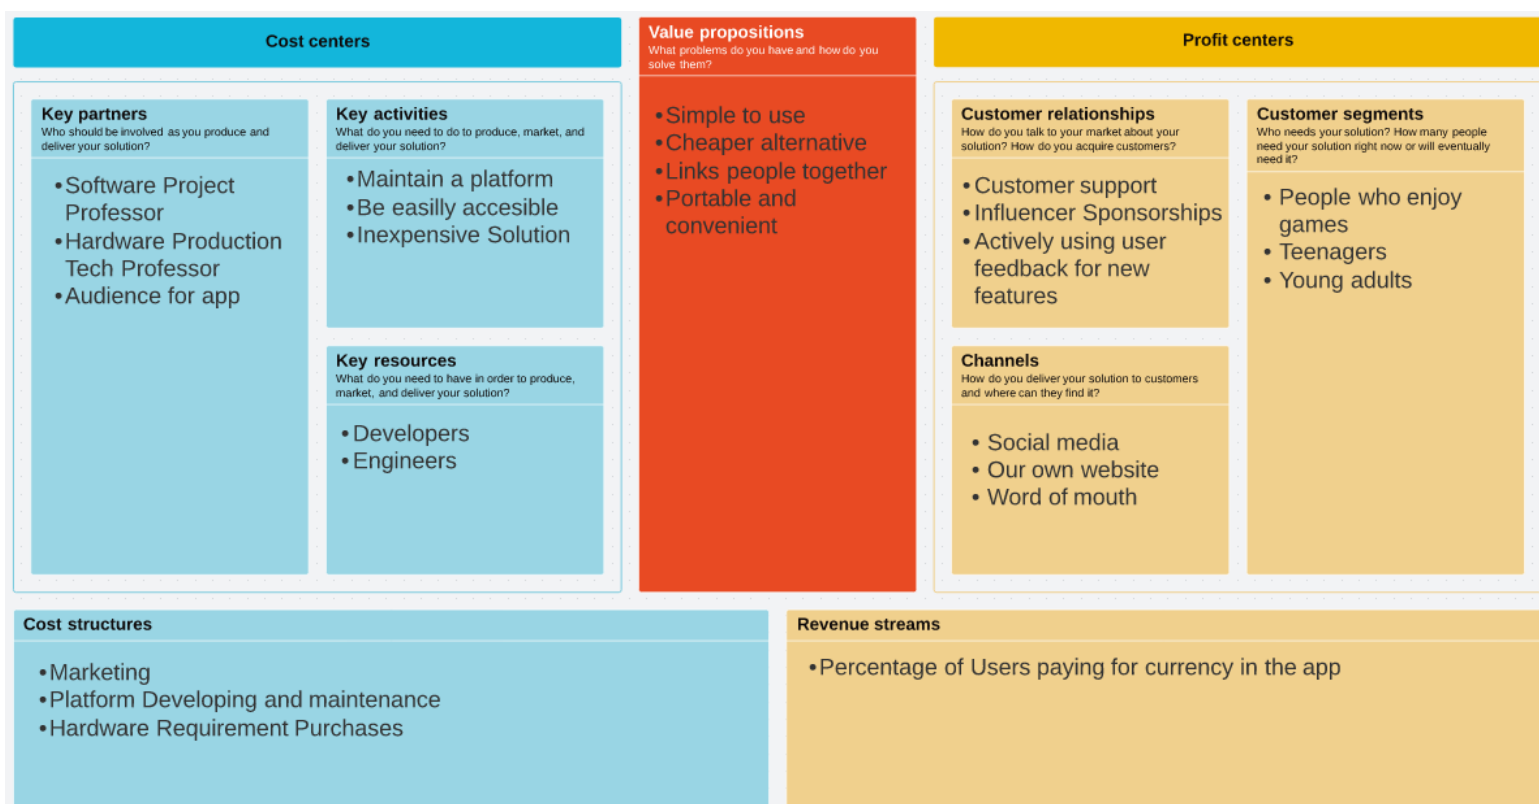 Cost centers
Key partners
Who should be involved as you produce and
deliver your solution?
•Software Project
Professor
•Hardware Production
Tech Professor
•Audience for app
Key activities
What do you need to do to produce, market, and
deliver your solution?
•Maintain a platform
•Be easilly accesible
•Inexpensive Solution
Key resources
What do you need to have in order to produce,
market, and deliver your solution?
•Developers
•Engineers
Value propositions
What problems do you have and how do you
solve them?
•Simple to use
•Cheaper alternative
•Links people together
•Portable and
convenient
Profit centers
Customer relationships
How do you talk to your market about your
solution? How do you acquire customers?
•Customer support
•Influencer Sponsorships
•Actively using user
feedback for new
features
Channels
How do you deliver your solution to customers
and where can they find it?
• Social media
• Our own website
• Word of mouth
Customer segments
Who needs your solution? How many people
need your solution right now or will eventually
need it?
• People who enjoy
games
• Teenagers
• Young adults
Cost structures
•Marketing
•Platform Developing and maintenance
•Hardware Requirement Purchases
Revenue streams
•Percentage of Users paying for currency in the app